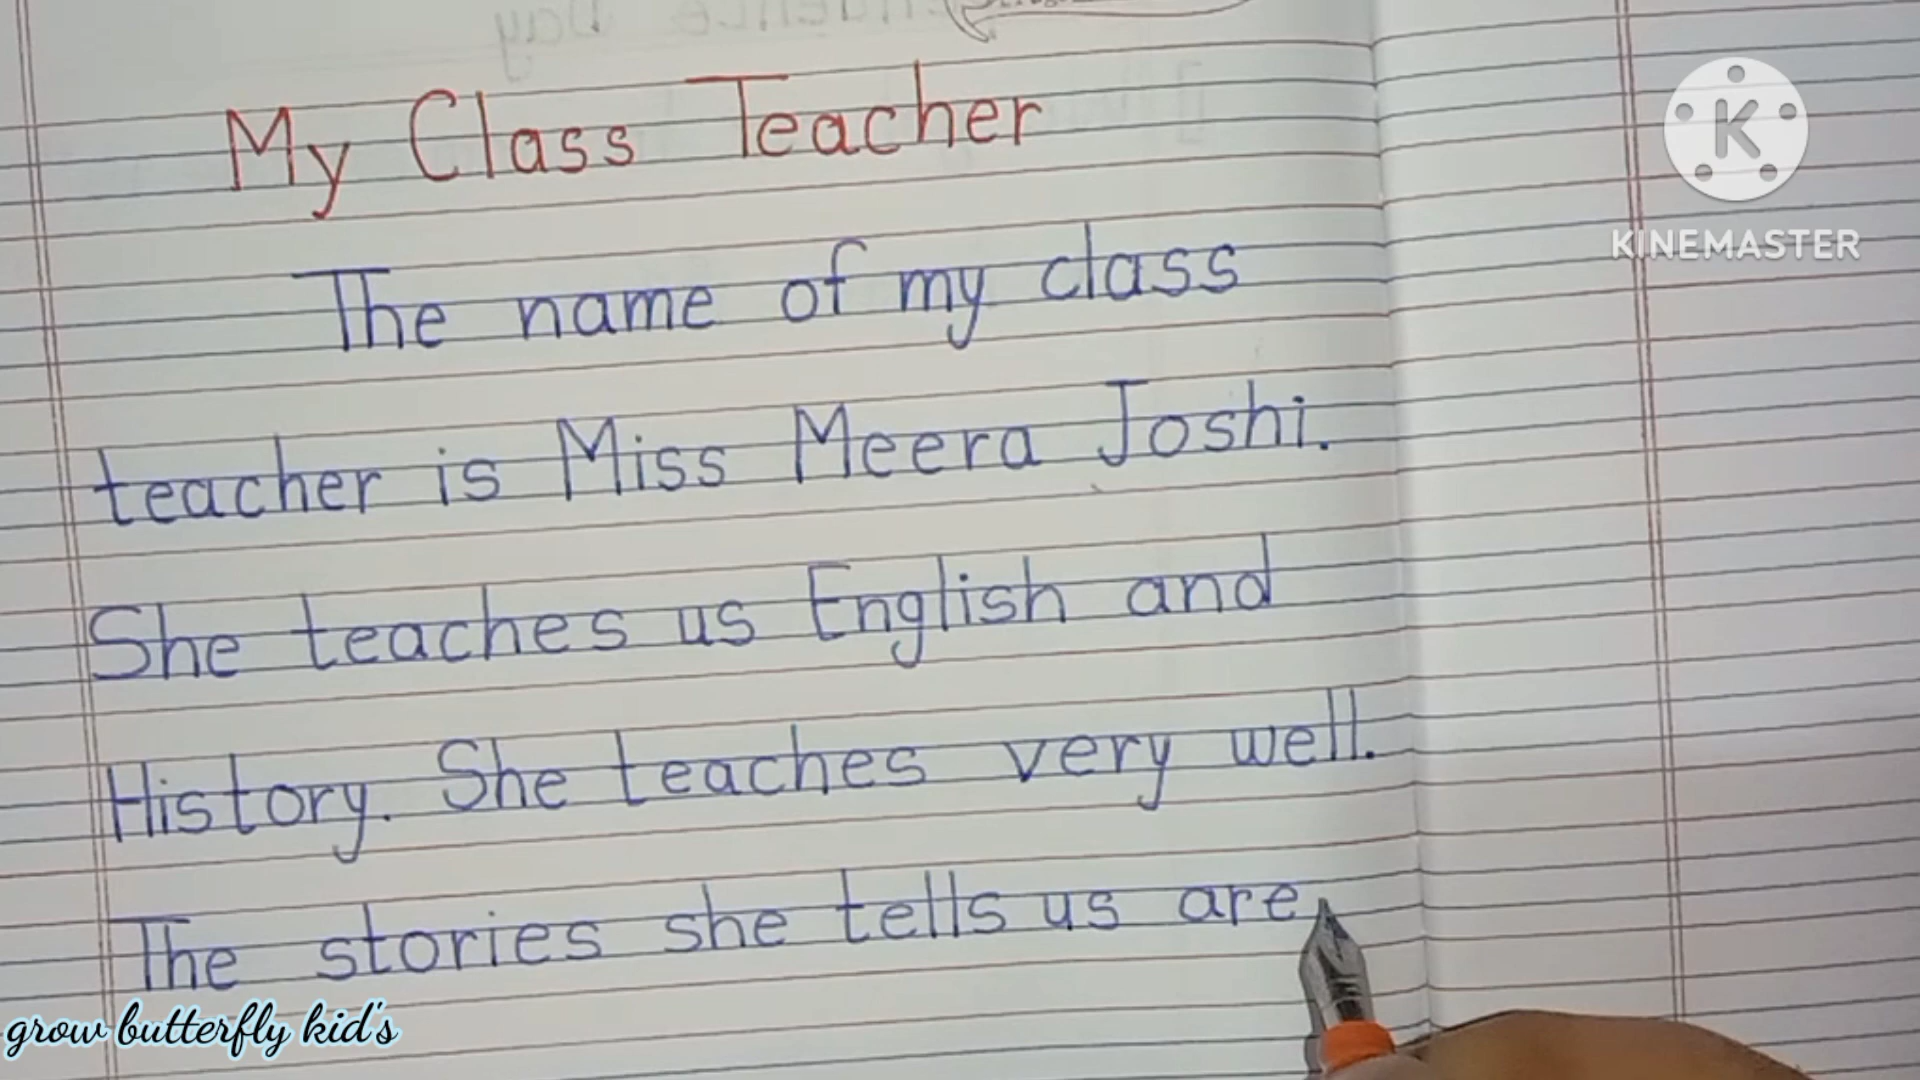 My Class Teacher
The name of my class
teacher is Miss Meera Joshi.
She teaches us English and
History. She teaches very well.
The stories she tells us are
K
KINEMASTER
grow butterfly kid's